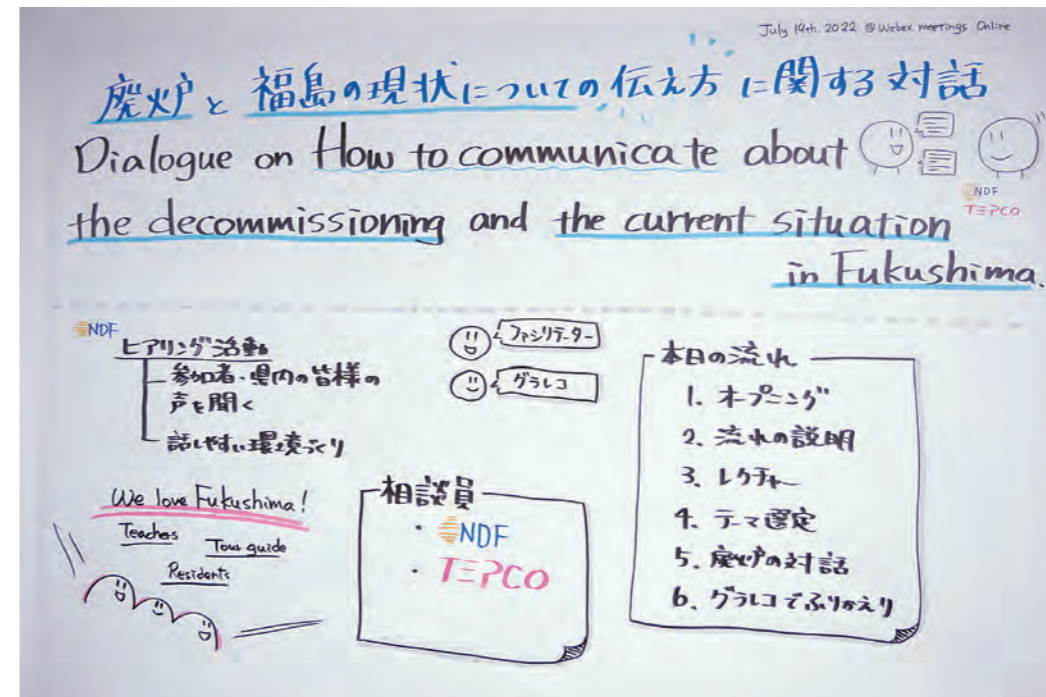 July 19th. 2022 @ Webex meetings Online
廃炉と福島の現状についての伝え方に関する対話
Dialogue on How to communicate about
the decommissioning and the current situation
in Fukushima.
NDF
TEPCO
NDF
ヒアリング活動
参加者・県内の皆様の
声を聞く
話しやすい環境づくり
ファシリテーター
グラレコ
We love Fukushima!
Teachers
Tour guide
Residents
相談員
・NDF
・TEPCO
本日の流れ
1. オープニング
2. 流れの説明
3. レクチャー
4. テーマ選定
5. 廃炉の対話
6. グラレコでふりかえり